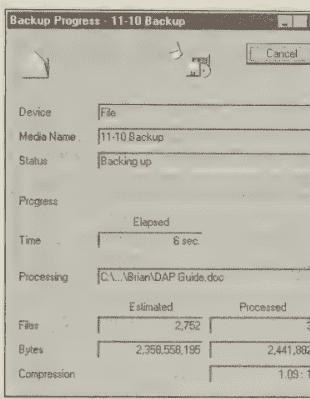 Backup Progress - 11-10 Backup
Cancel
Device File
Media Name 11-10 Backup
Status Backing up
Progress
Elapsed
Time 6 sec.
Processing C:\...\Brian\DAP Guide.doc
Estimated Processed
Files 2,752 3
Bytes 2,358,558,195 2,441,882
Compression 1.09 : 1